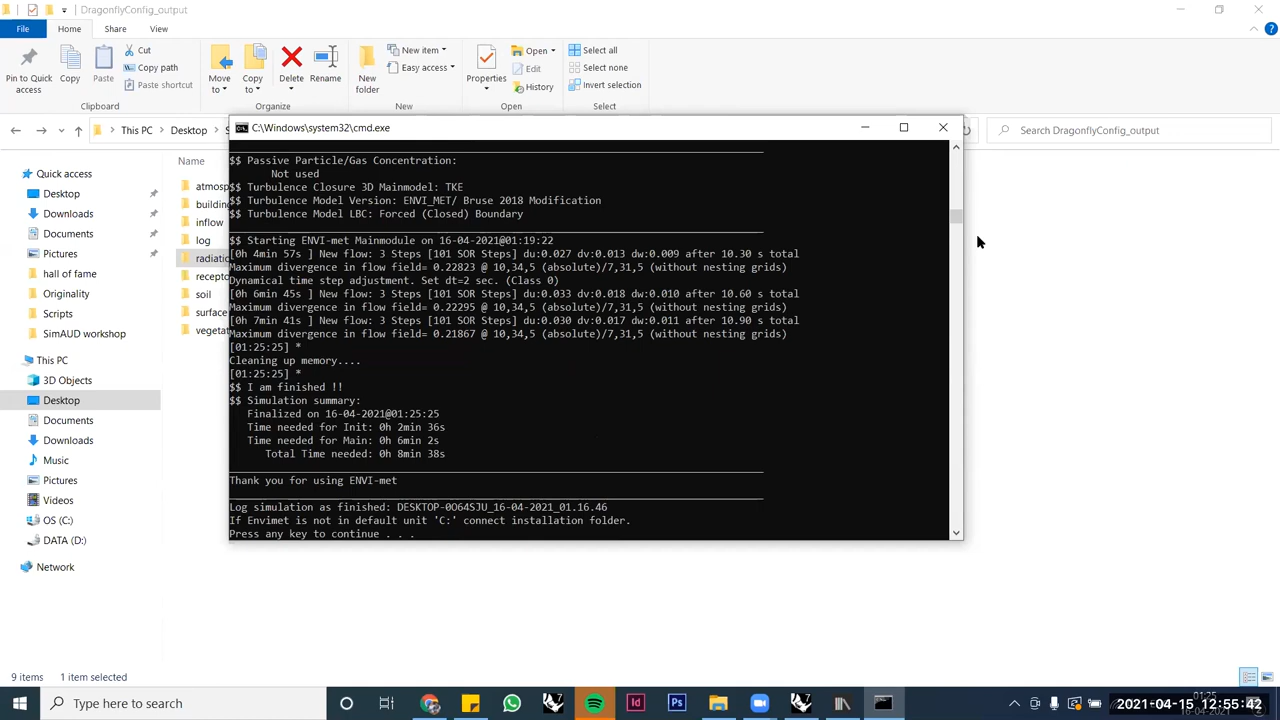 DragonflyConfig_output
File Home Share View
Pin to Quick access
Copy
Paste
Cut
Copy path
Paste shortcut
Clipboard
Move to
Copy to
Delete
Rename
Organize
New folder
New item
Easy access
New
Properties
Open
Edit
History
Open
Select all
Select none
Invert selection
Select
This PC Desktop
Search DragonflyConfig_output
Quick access
Desktop
Downloads
Documents
Pictures
hall of fame
Originality
Scripts
SimAUD workshop
This PC
3D Objects
Desktop
Documents
Downloads
Music
Pictures
Videos
OS (C:)
DATA (D:)
Network
Name
atmosp
building
inflow
log
radiatio
recepto
soil
surface
vegetat
C:\Windows\system32\cmd.exe
$$ Passive Particle/Gas Concentration:
Not used
$$ Turbulence Closure 3D Mainmodel: TKE
$$ Turbulence Model Version: ENVI_MET/ Bruse 2018 Modification
$$ Turbulence Model LBC: Forced (Closed) Boundary
$$ Starting ENVI-met Mainmodule on 16-04-2021@01:19:22
[0h 4min 57s ] New flow: 3 Steps [101 SOR Steps] du:0.027 dv:0.013 dw:0.009 after 10.30 s total
Maximum divergence in flow field= 0.22823 @ 10,34,5 (absolute)/7,31,5 (without nesting grids)
Dynamical time step adjustment. Set dt=2 sec. (Class 0)
[0h 6min 45s ] New flow: 3 Steps [101 SOR Steps] du:0.033 dv:0.018 dw:0.010 after 10.60 s total
Maximum divergence in flow field= 0.22295 @ 10,34,5 (absolute)/7,31,5 (without nesting grids)
[0h 7min 41s ] New flow: 3 Steps [101 SOR Steps] du:0.030 dv:0.017 dw:0.011 after 10.90 s total
Maximum divergence in flow field= 0.21867 @ 10,34,5 (absolute)/7,31,5 (without nesting grids)
[01:25:25] *
Cleaning up memory....
[01:25:25] *
$$ I am finished !!
$$ Simulation summary:
Finalized on 16-04-2021@01:25:25
Time needed for Init: 0h 2min 36s
Time needed for Main: 0h 6min 2s
Total Time needed: 0h 8min 38s
Thank you for using ENVI-met
Log simulation as finished: DESKTOP-0O64SJU_16-04-2021_01.16.46
If Envimet is not in default unit 'C:' connect installation folder.
Press any key to continue . . .
9 items 1 item selected
Type here to search
Id
Ps
01:25
2021-04-15 12:55:42